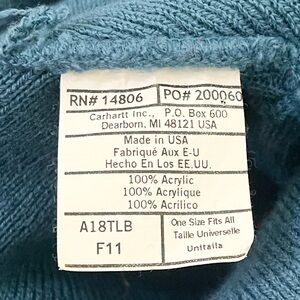 RN# 14806 PO# 200060
Carhartt Inc., P.O. Box 600
Dearborn, MI 48121 USA
Made in USA
Fabriqué Aux E-U
Hecho En Los EE.UU.
100% Acrylic
100% Acrylique
100% Acrilico
A18TLB
F11
One Size Fits All
Taille Universelle
Unitalla